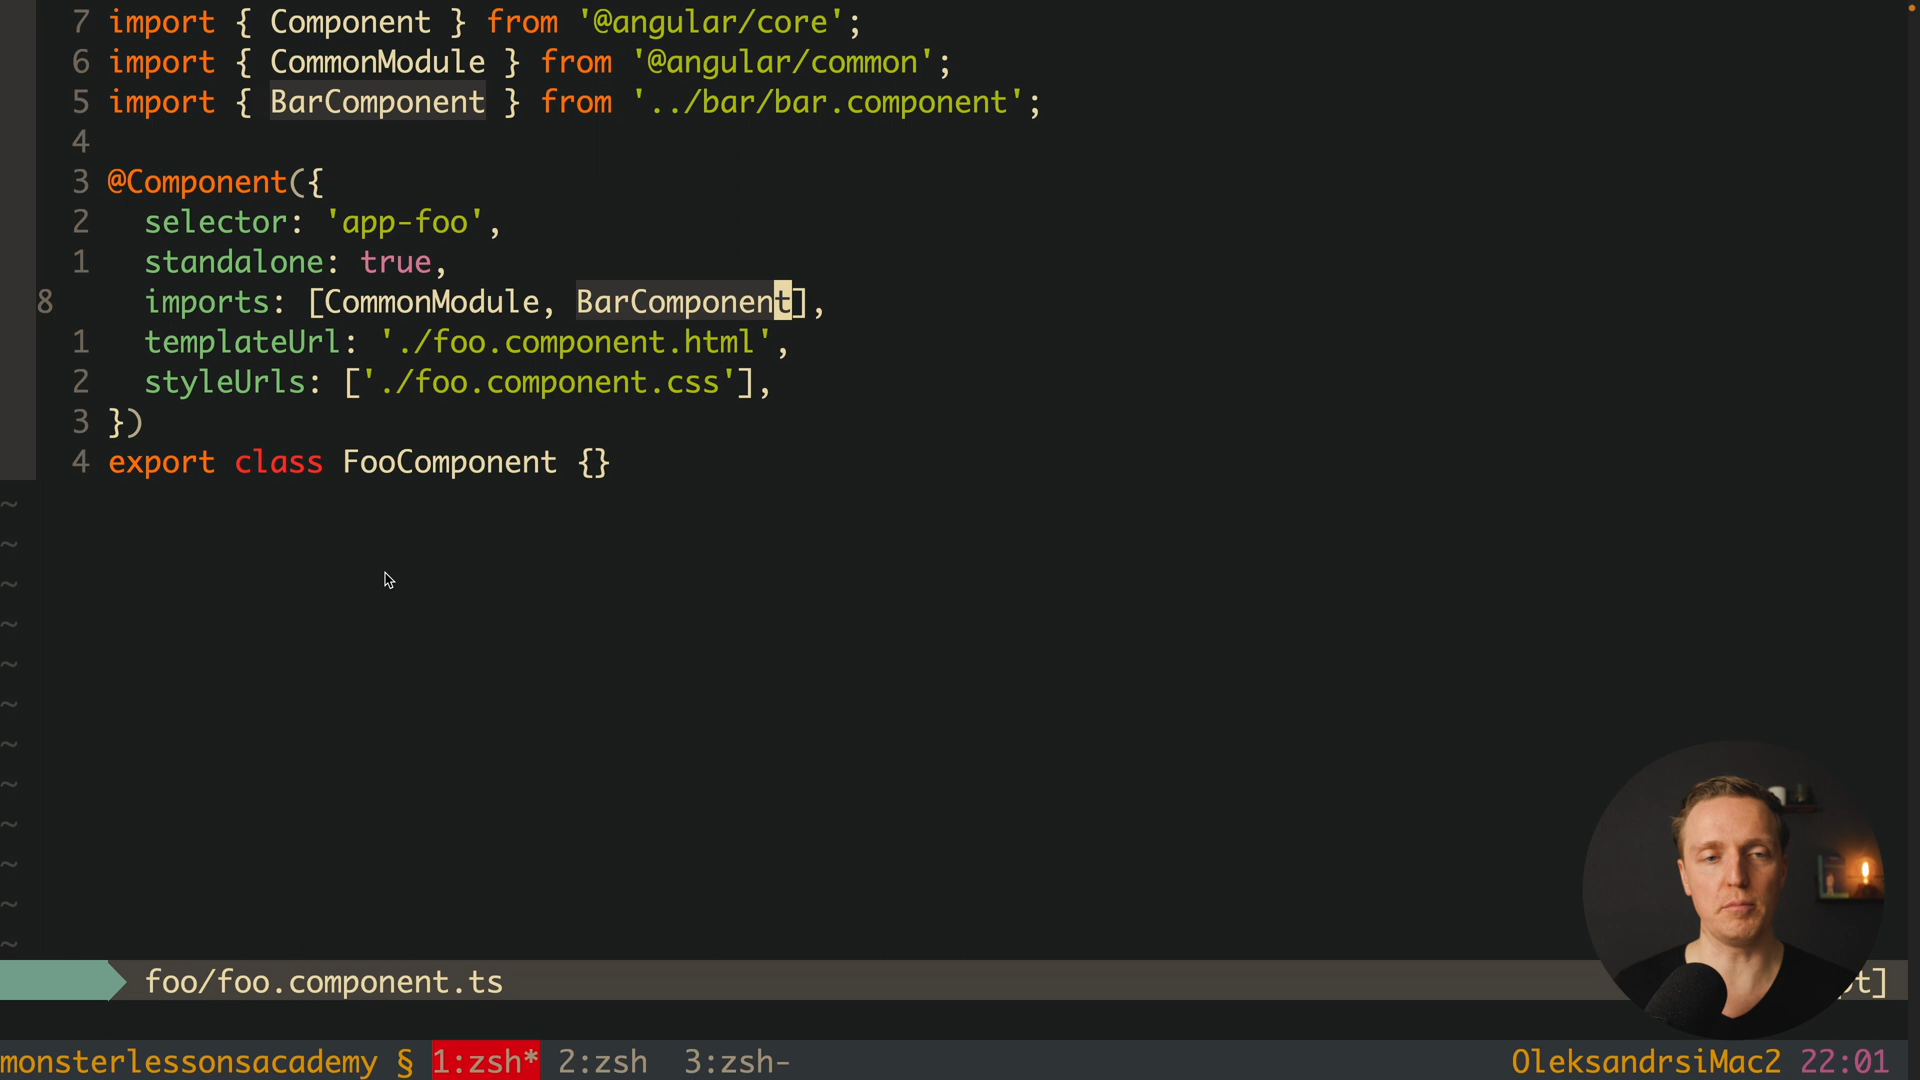 7 import { Component } from '@angular/core';
6 import { CommonModule } from '@angular/common';
5 import { BarComponent } from '../bar/bar.component';
4
3 @Component({
2   selector: 'app-foo',
1   standalone: true,
8   imports: [CommonModule, BarComponent],
1   templateUrl: './foo.component.html',
2   styleUrls: ['./foo.component.css'],
3 })
4 export class FooComponent {}
~
~
~
~
~
~
~
~
~
~
~
~
foo/foo.component.ts t]
monsterlessonsacademy § 1:zsh* 2:zsh 3:zsh- OleksandrsiMac2 22:01